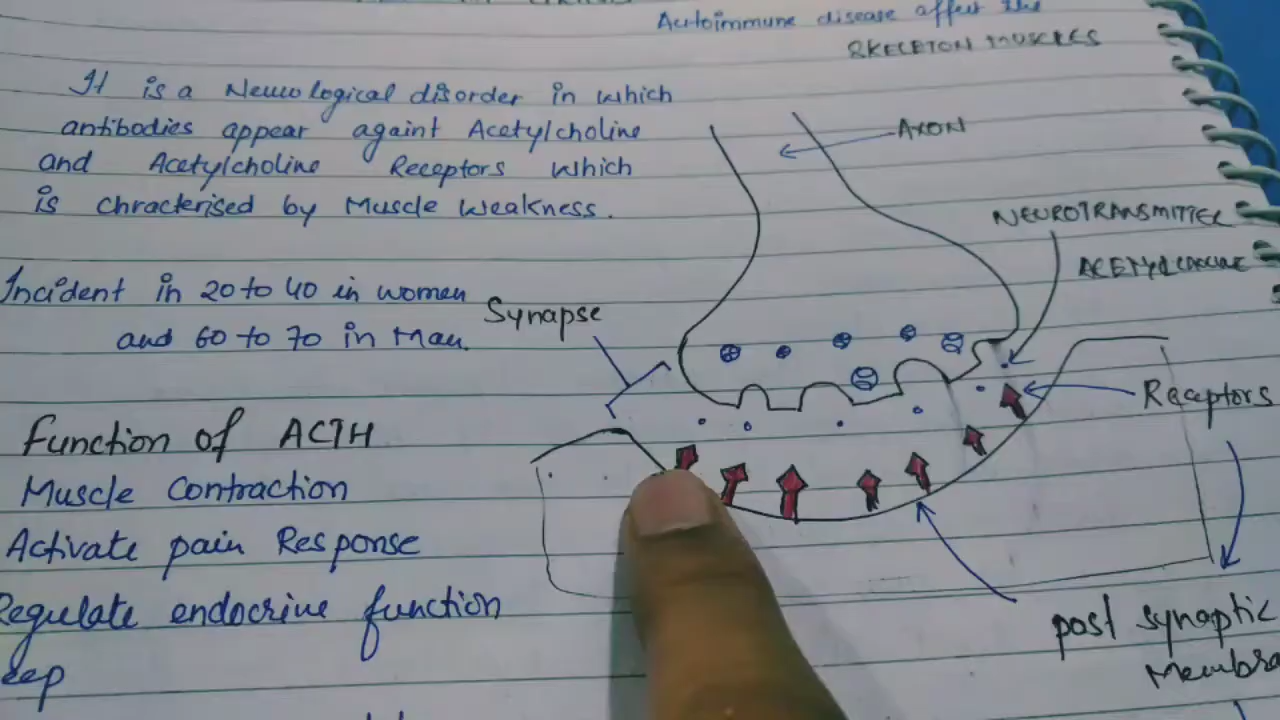 Autoimmune disease affect the
SKELETON MUSCLES
It is a Neurological disorder in which
antibodies appear againt Acetylcholine
and Acetylcholine Receptors which
is chracterised by Muscle Weakness.
Incident in 20 to 40 in women
and 60 to 70 in Man.
Function of ACTH
Muscle Contraction
Activate pain Response
Regulate endocrine function
AXON
NEUROTRANSMITTER
Synapse
Receptors
post synaptic